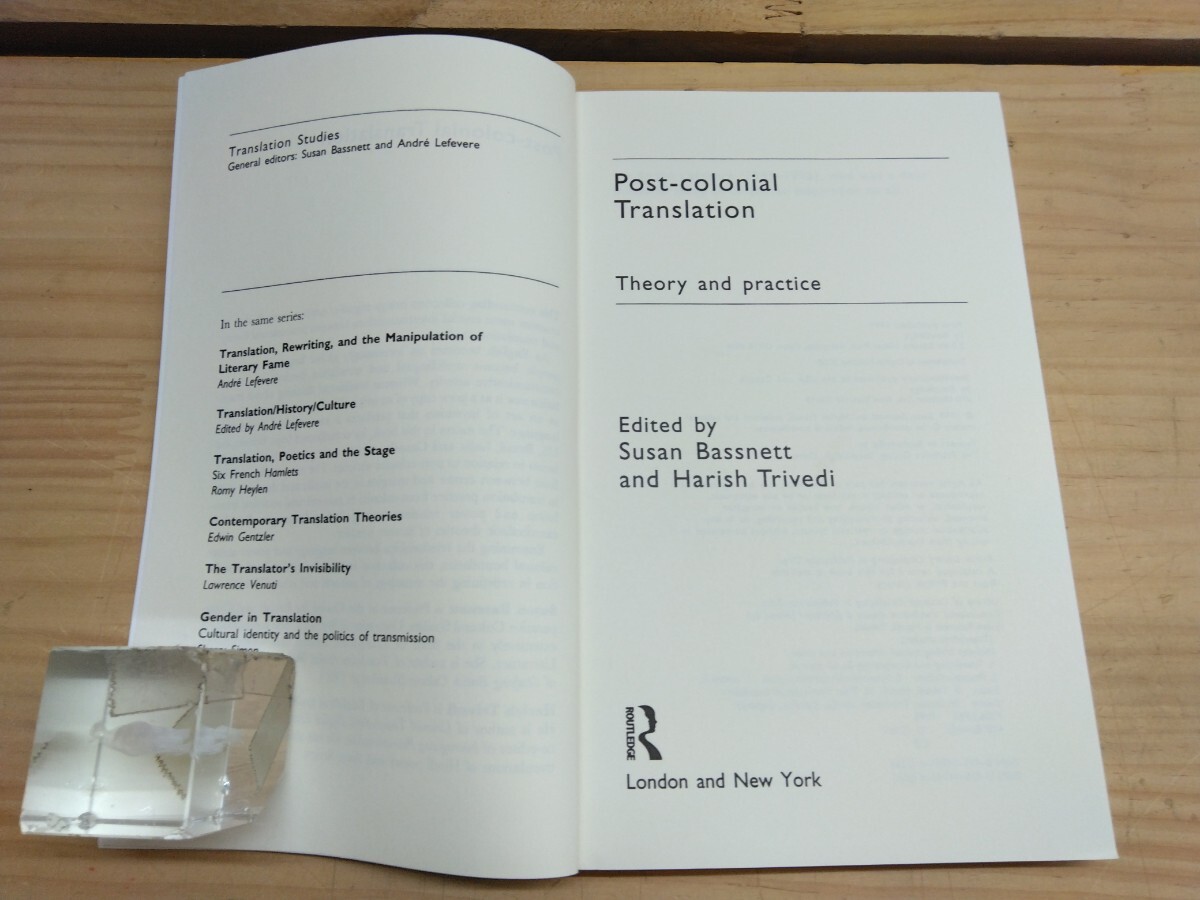 Translation Studies
General editors: Susan Bassnett and André Lefevere
In the same series:
Translation, Rewriting, and the Manipulation of
Literary Fame
André Lefevere
Translation/History/Culture
Edited by André Lefevere
Translation, Poetics and the Stage
Six French Hamlets
Romy Heylen
Contemporary Translation Theories
Edwin Gentzler
The Translator's Invisibility
Lawrence Venuti
Gender in Translation
Cultural identity and the politics of transmission
Post-colonial
Translation
Theory and practice
Edited by
Susan Bassnett
and Harish Trivedi
ROUTLEDGE
London and New York